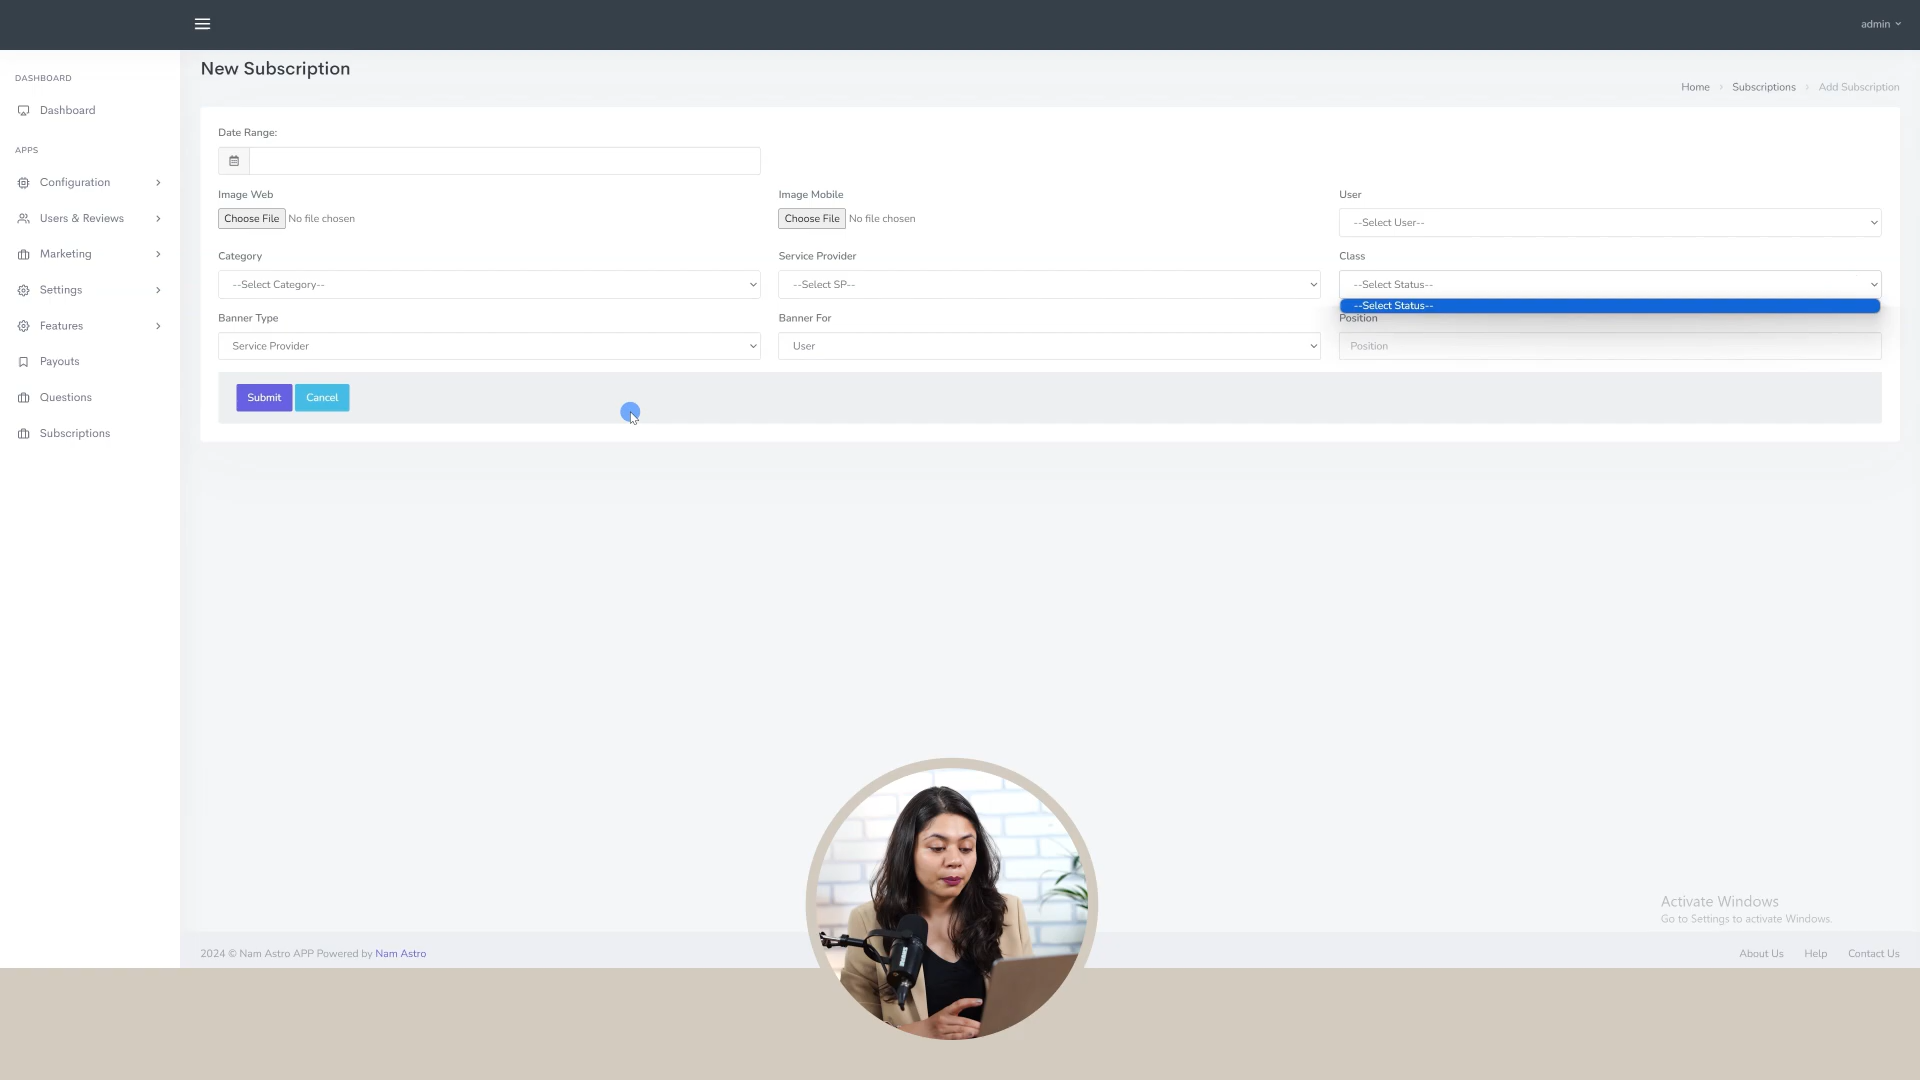 admin
New Subscription
Home > Subscriptions > Add Subscription
DASHBOARD
Dashboard
APPS
Configuration
Users & Reviews
Marketing
Settings
Features
Payouts
Questions
Subscriptions
Date Range:
Image Web
Choose File No file chosen
Image Mobile
Choose File No file chosen
User
--Select User--
Category
--Select Category--
Service Provider
--Select SP--
Class
--Select Status--
--Select Status--
Banner Type
Service Provider
Banner For
User
Position
Position
Submit
Cancel
Activate Windows
Go to Settings to activate Windows.
2024 © Nam Astro APP Powered by Nam Astro
About Us
Help
Contact Us